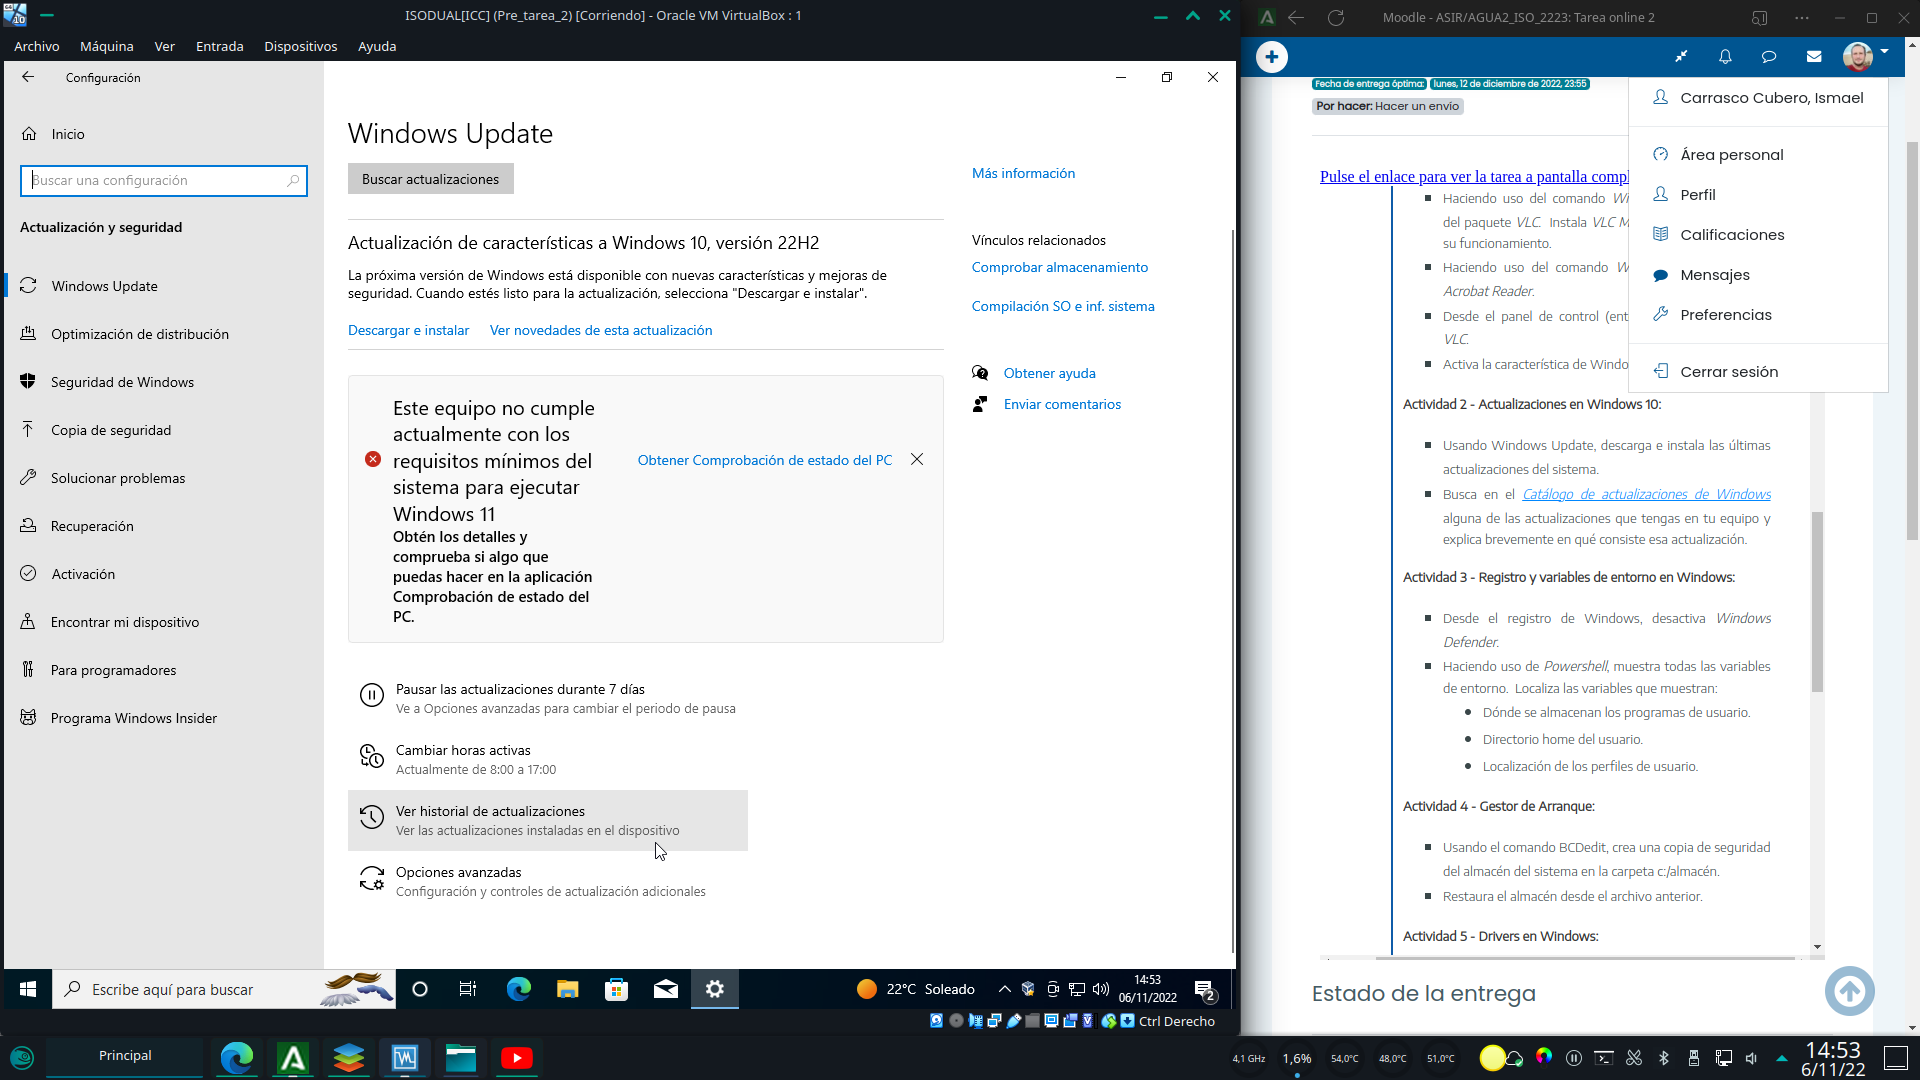 ISODUAL[ICC] (Pre_tarea_2) [Corriendo] - Oracle VM VirtualBox : 1
Archivo Máquina Ver Entrada Dispositivos Ayuda
Configuración
Inicio
Buscar una configuración
Actualización y seguridad
Windows Update
Optimización de distribución
Seguridad de Windows
Copia de seguridad
Solucionar problemas
Recuperación
Activación
Encontrar mi dispositivo
Para programadores
Programa Windows Insider
Windows Update
Buscar actualizaciones
Actualización de características a Windows 10, versión 22H2
La próxima versión de Windows está disponible con nuevas características y mejoras de
seguridad. Cuando estés listo para la actualización, selecciona "Descargar e instalar".
Descargar e instalar Ver novedades de esta actualización
Este equipo no cumple
actualmente con los
requisitos mínimos del
sistema para ejecutar
Windows 11
Obtén los detalles y
comprueba si algo que
puedas hacer en la aplicación
Comprobación de estado del
PC.
Obtener Comprobación de estado del PC
Pausar las actualizaciones durante 7 días
Ve a Opciones avanzadas para cambiar el periodo de pausa
Cambiar horas activas
Actualmente de 8:00 a 17:00
Ver historial de actualizaciones
Ver las actualizaciones instaladas en el dispositivo
Opciones avanzadas
Configuración y controles de actualización adicionales
Más información
Vínculos relacionados
Comprobar almacenamiento
Compilación SO e inf. sistema
Obtener ayuda
Enviar comentarios
Escribe aquí para buscar
22°C Soleado
14:53
06/11/2022
2
Ctrl Derecho
Moodle - ASIR/AGUA2_ISO_2223: Tarea online 2
Fecha de entrega óptima: lunes, 12 de diciembre de 2022, 23:55
Por hacer: Hacer un envío
Carrasco Cubero, Ismael
Área personal
Perfil
Calificaciones
Mensajes
Preferencias
Cerrar sesión
Pulse el enlace para ver la tarea a pantalla compl
Haciendo uso del comando Wi
del paquete VLC. Instala VLC M
su funcionamiento.
Haciendo uso del comando W
Acrobat Reader.
Desde el panel de control (ent
VLC.
Activa la característica de Windo
Actividad 2 - Actualizaciones en Windows 10:
Usando Windows Update, descarga e instala las últimas
actualizaciones del sistema.
Busca en el Catálogo de actualizaciones de Windows
alguna de las actualizaciones que tengas en tu equipo y
explica brevemente en qué consiste esa actualización.
Actividad 3 - Registro y variables de entorno en Windows:
Desde el registro de Windows, desactiva Windows
Defender.
Haciendo uso de Powershell, muestra todas las variables
de entorno. Localiza las variables que muestran:
Dónde se almacenan los programas de usuario.
Directorio home del usuario.
Localización de los perfiles de usuario.
Actividad 4 - Gestor de Arranque:
Usando el comando BCDedit, crea una copia de seguridad
del almacén del sistema en la carpeta c:/almacén.
Restaura el almacén desde el archivo anterior.
Actividad 5 - Drivers en Windows:
Estado de la entrega
Principal
4,1 GHz 1,6% 54,0°C 48,0°C 51,0°C
14:53
6/11/22